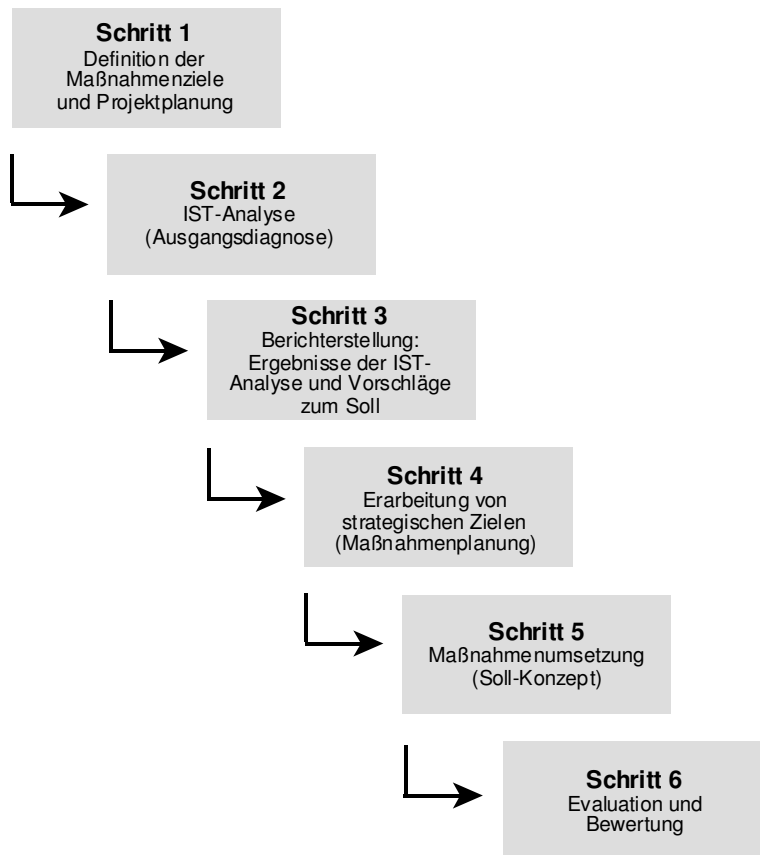 Schritt 1
Definition der
Maßnahmenziele
und Projektplanung
Schritt 2
IST-Analyse
(Ausgangsdiagnose)
Schritt 3
Berichterstellung:
Ergebnisse der IST-
Analyse und Vorschläge
zum Soll
Schritt 4
Erarbeitung von
strategischen Zielen
(Maßnahmenplanung)
Schritt 5
Maßnahmenumsetzung
(Soll-Konzept)
Schritt 6
Evaluation und
Bewertung